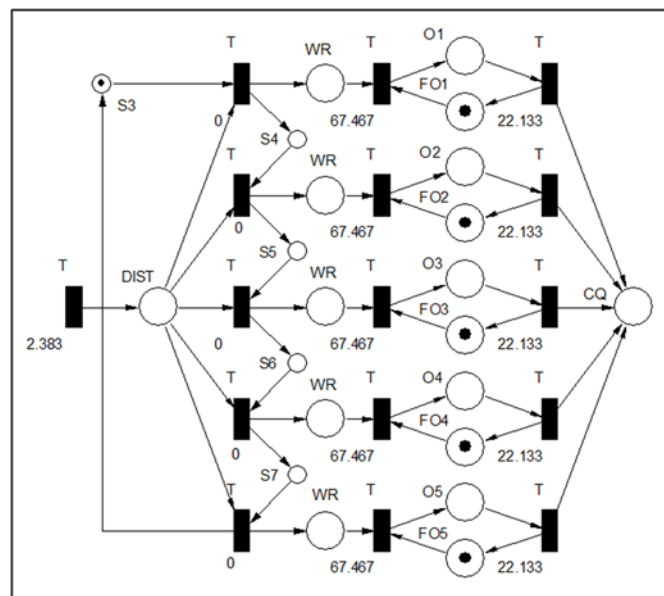 T WR T O1 T
FO1
S3
0 S4 67.467 22.133
T WR T O2 T
FO2
0 S5 67.467 22.133
T DIST T WR T O3 T CQ
FO3
2.383 0 67.467 22.133
S6
T WR T O4 T
FO4
0 S7 67.467 22.133
T WR T O5 T
FO5
0 67.467 22.133